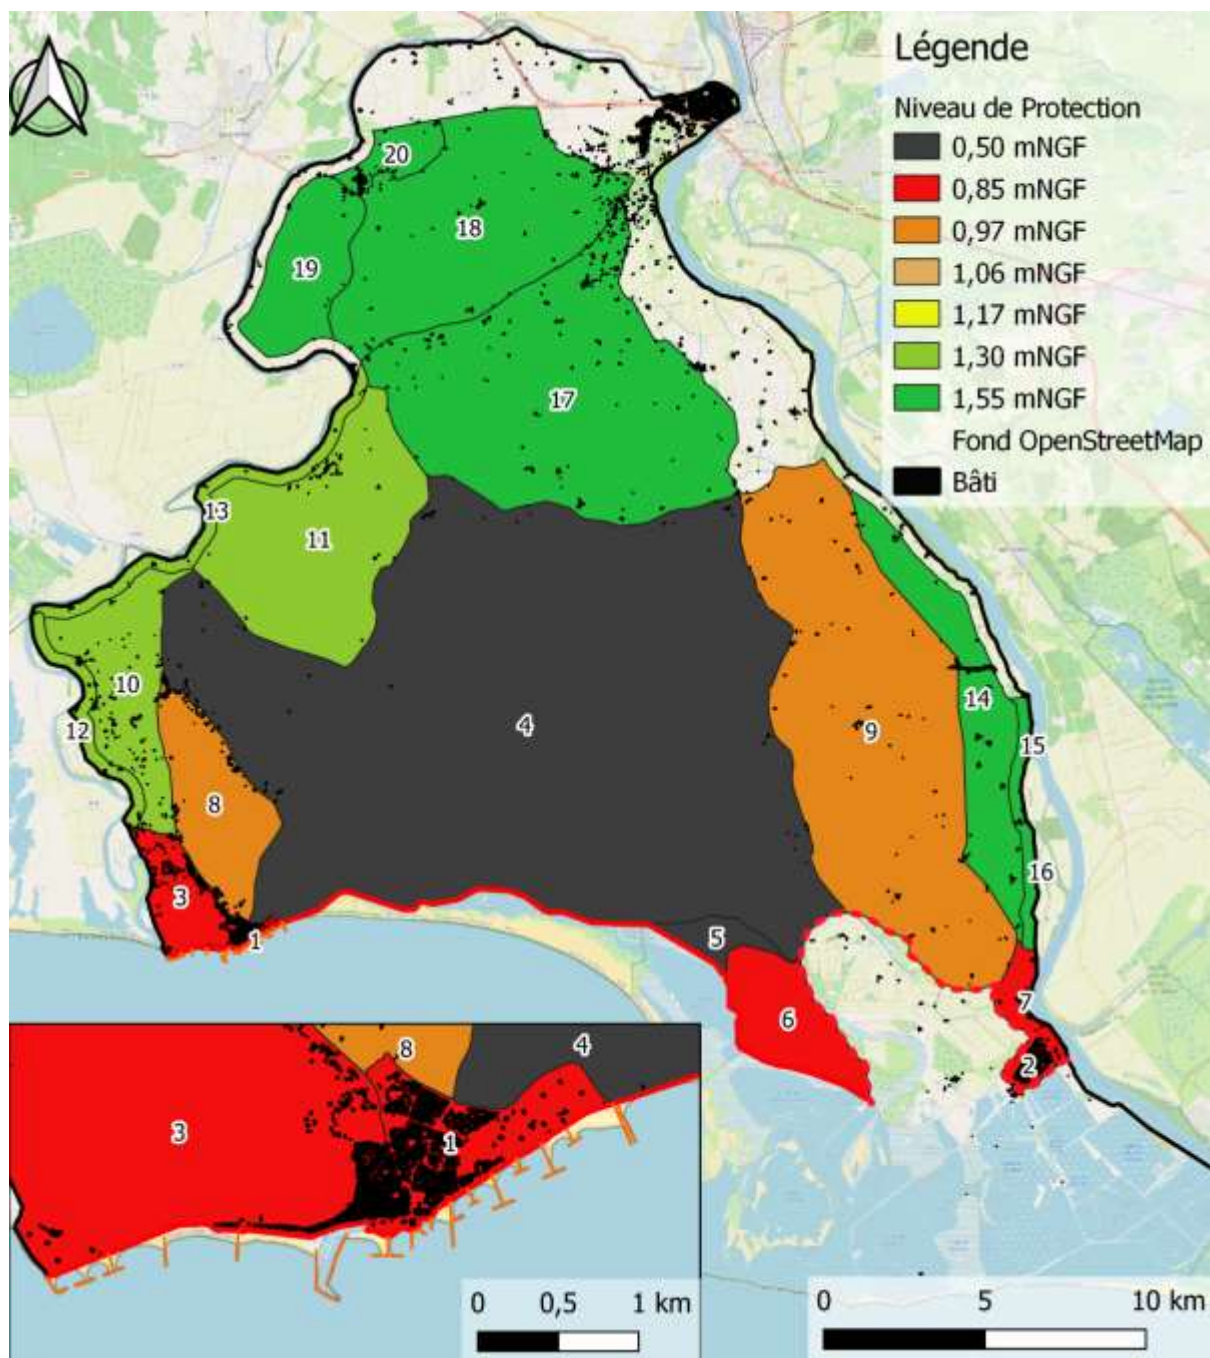 Légende
Niveau de Protection
0,50 mNGF
0,85 mNGF
0,97 mNGF
1,06 mNGF
1,17 mNGF
1,30 mNGF
1,55 mNGF
Fond OpenStreetMap
Bâti
20
18
19
17
13
11
10
4
14
12
9
15
8
16
3
1
5
7
6
2
8
4
3
1
0 0,5 1 km
0 5 10 km